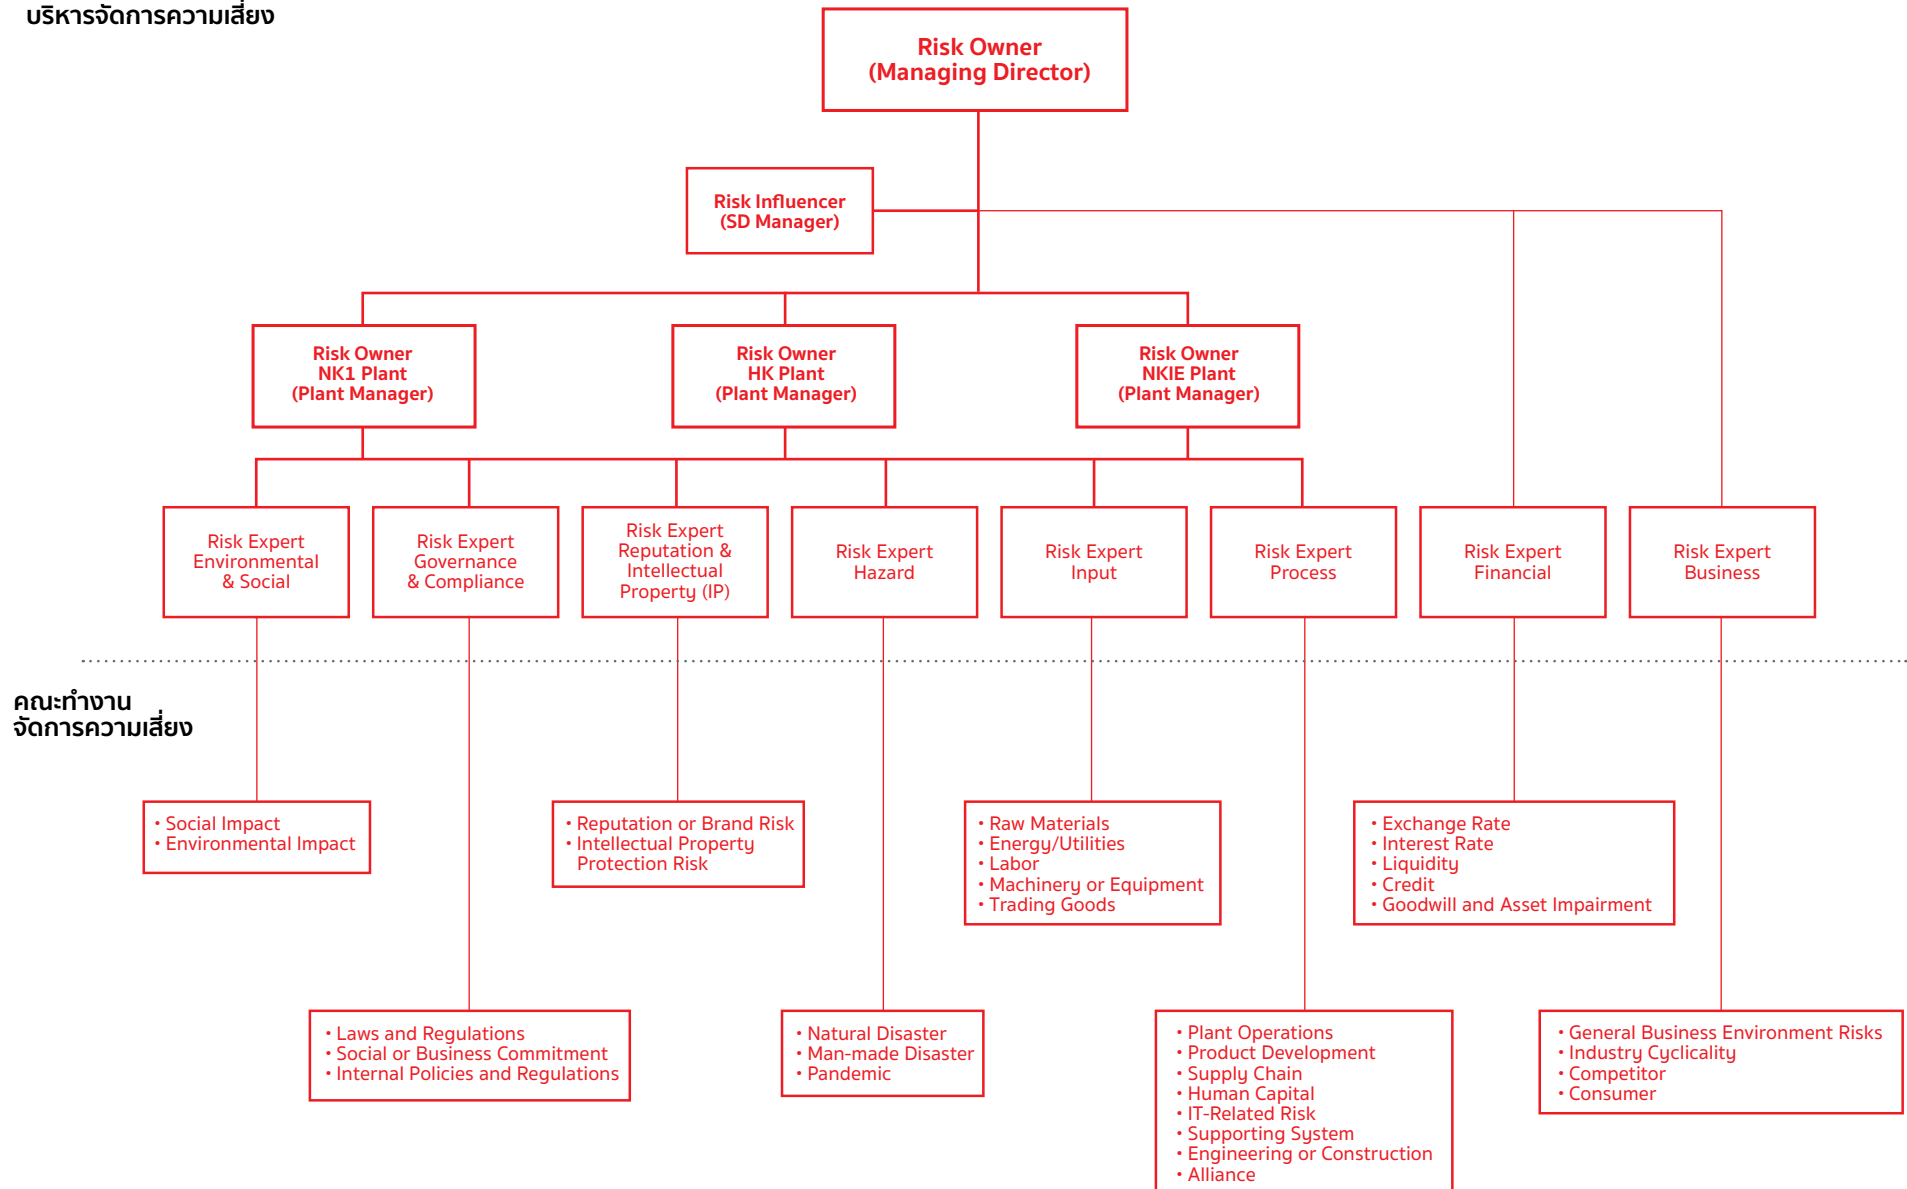 บริหารจัดการความเสี่ยง
Risk Owner
(Managing Director)
Risk Influencer
(SD Manager)
Risk Owner
NK1 Plant
(Plant Manager)
Risk Owner
HK Plant
(Plant Manager)
Risk Owner
NKIE Plant
(Plant Manager)
Risk Expert
Environmental
& Social
Risk Expert
Governance
& Compliance
Risk Expert
Reputation &
Intellectual
Property (IP)
Risk Expert
Hazard
Risk Expert
Input
Risk Expert
Process
Risk Expert
Financial
Risk Expert
Business
คณะทำงาน
จัดการความเสี่ยง
• Social Impact
• Environmental Impact
• Reputation or Brand Risk
• Intellectual Property
Protection Risk
• Raw Materials
• Energy/Utilities
• Labor
• Machinery or Equipment
• Trading Goods
• Exchange Rate
• Interest Rate
• Liquidity
• Credit
• Goodwill and Asset Impairment
• Laws and Regulations
• Social or Business Commitment
• Internal Policies and Regulations
• Natural Disaster
• Man-made Disaster
• Pandemic
• Plant Operations
• Product Development
• Supply Chain
• Human Capital
• IT-Related Risk
• Supporting System
• Engineering or Construction
• Alliance
• General Business Environment Risks
• Industry Cyclicality
• Competitor
• Consumer